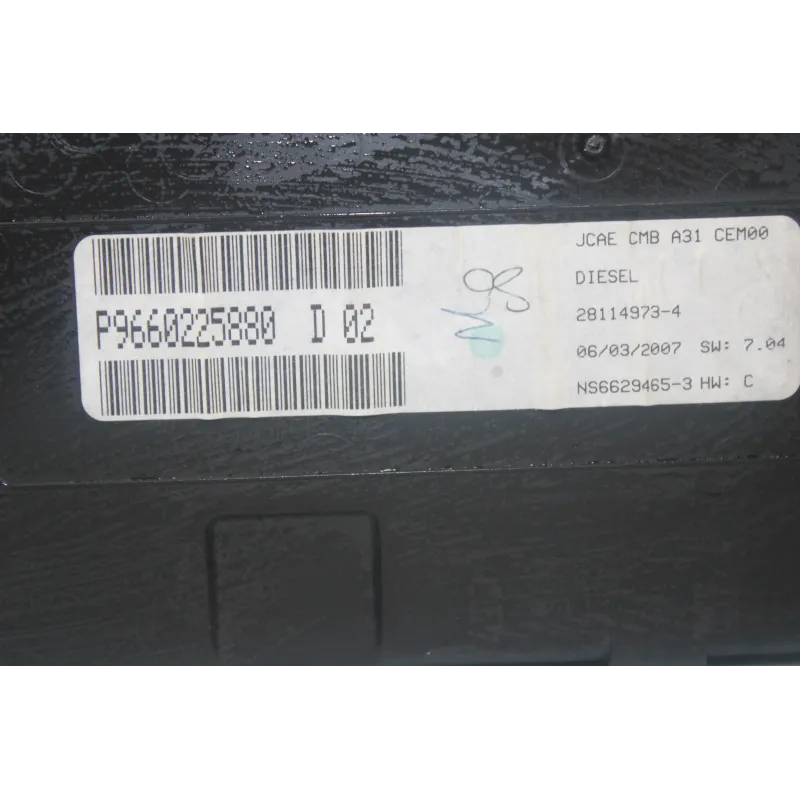 P9660225880 D 02
JCAE CMB A31 CEM00
DIESEL
28114973-4
06/03/2007 SW: 7.04
NS6629465-3 HW: C